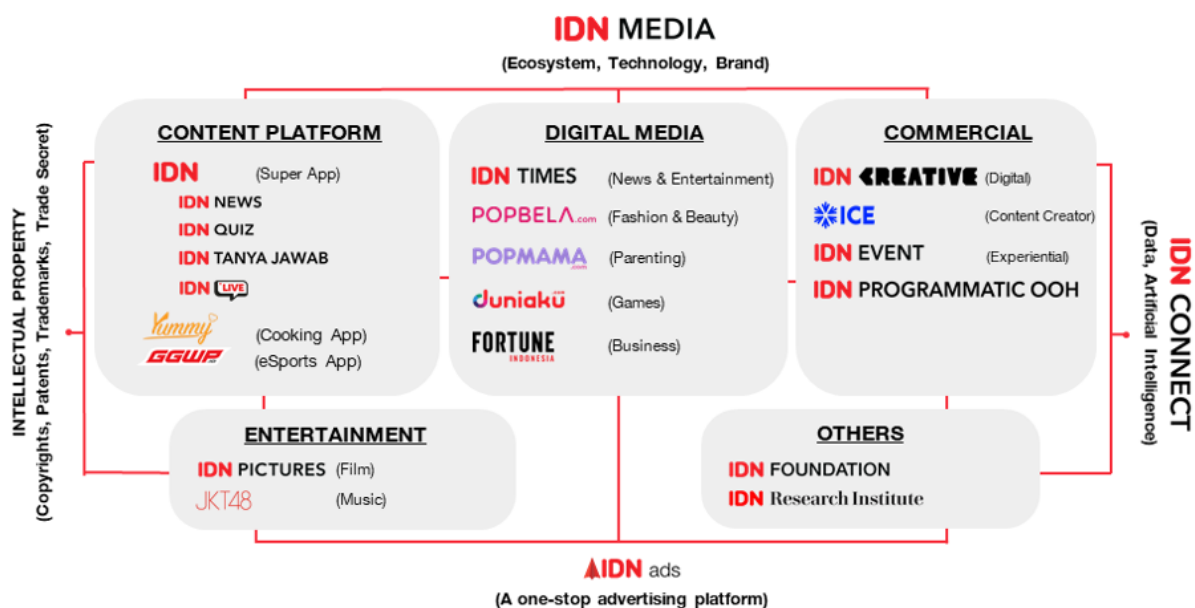 IDN MEDIA
(Ecosystem, Technology, Brand)
INTELLECTUAL PROPERTY
(Copyrights, Patents, Trademarks, Trade Secret)
CONTENT PLATFORM
IDN (Super App)
IDN NEWS
IDN QUIZ
IDN TANYA JAWAB
IDN LIVE
Yummy (Cooking App)
GGWP (eSports App)
DIGITAL MEDIA
IDN TIMES (News & Entertainment)
POPBELA.com (Fashion & Beauty)
POPMAMA.com (Parenting)
duniaku.com (Games)
FORTUNE (Business)
INDONESIA
COMMERCIAL
IDN CREATIVE (Digital)
ICE (Content Creator)
IDN EVENT (Experiential)
IDN PROGRAMMATIC OOH
IDN CONNECT
(Data, Artificial Intelligence)
ENTERTAINMENT
IDN PICTURES (Film)
JKT48 (Music)
OTHERS
IDN FOUNDATION
IDN Research Institute
IDN ads
(A one-stop advertising platform)